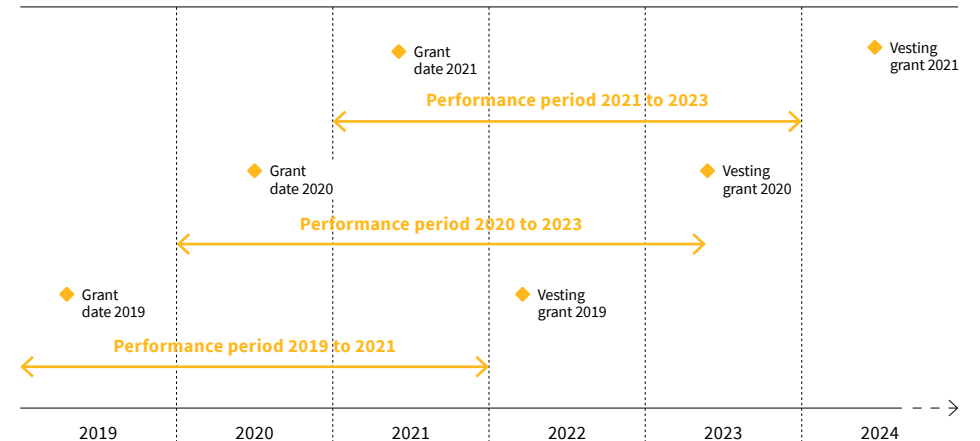 Grant
date 2021
Vesting
grant 2021
Performance period 2021 to 2023
Grant
date 2020
Vesting
grant 2020
Performance period 2020 to 2023
Grant
date 2019
Vesting
grant 2019
Performance period 2019 to 2021
2019
2020
2021
2022
2023
2024